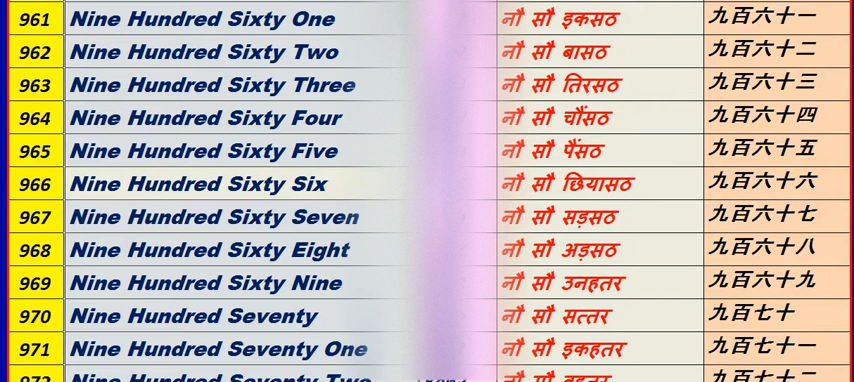 961 Nine Hundred Sixty One नौ सौ इकसठ 九百六十一
962 Nine Hundred Sixty Two नौ सौ बासठ 九百六十二
963 Nine Hundred Sixty Three नौ सौ तिरसठ 九百六十三
964 Nine Hundred Sixty Four नौ सौ चौंसठ 九百六十四
965 Nine Hundred Sixty Five नौ सौ पैंसठ 九百六十五
966 Nine Hundred Sixty Six नौ सौ छियासठ 九百六十六
967 Nine Hundred Sixty Seven नौ सौ सड़सठ 九百六十七
968 Nine Hundred Sixty Eight नौ सौ अड़सठ 九百六十八
969 Nine Hundred Sixty Nine नौ सौ उनहतर 九百六十九
970 Nine Hundred Seventy नौ सौ सत्तर 九百七十
971 Nine Hundred Seventy One नौ सौ इकहतर 九百七十一
972 Nine Hundred Seventy Two नौ सौ बहतर 九百七十二